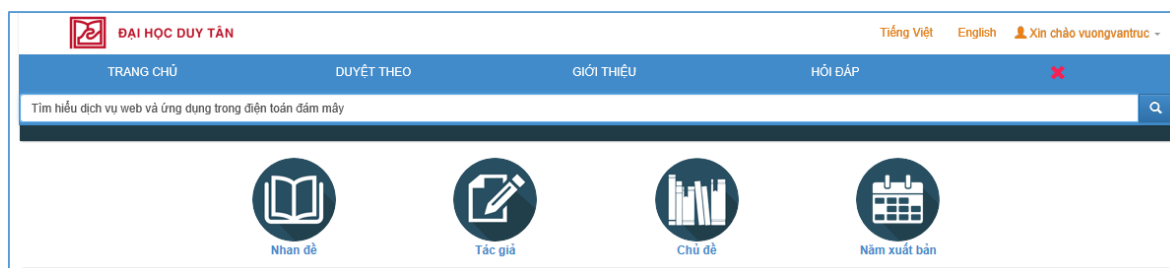 ĐẠI HỌC DUY TÂN
Tiếng Việt English Xin chào vuongvantruc
TRANG CHỦ DUYỆT THEO GIỚI THIỆU HỎI ĐÁP
Tìm hiểu dịch vụ web và ứng dụng trong điện toán đám mây
Nhan đề Tác giả Chủ đề Năm xuất bản